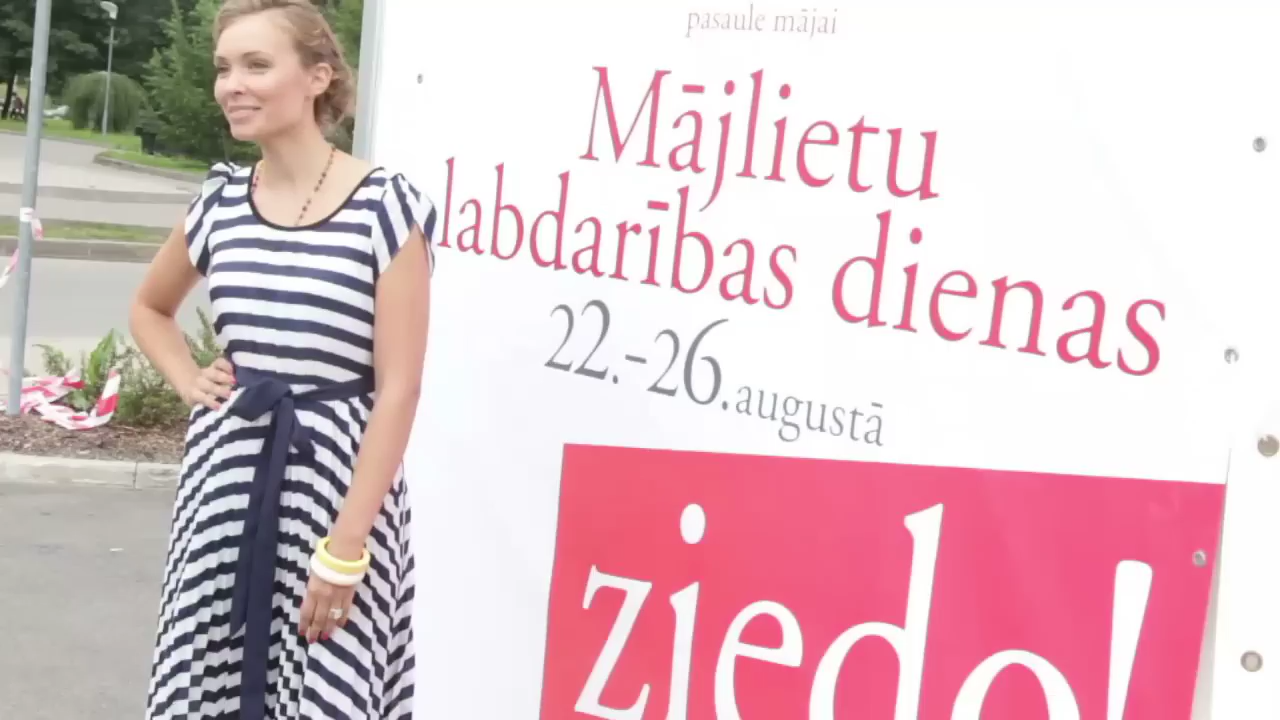 pasaule mājai
Mājlietu
labdarības dienas
22.-26. augustā
ziedo!